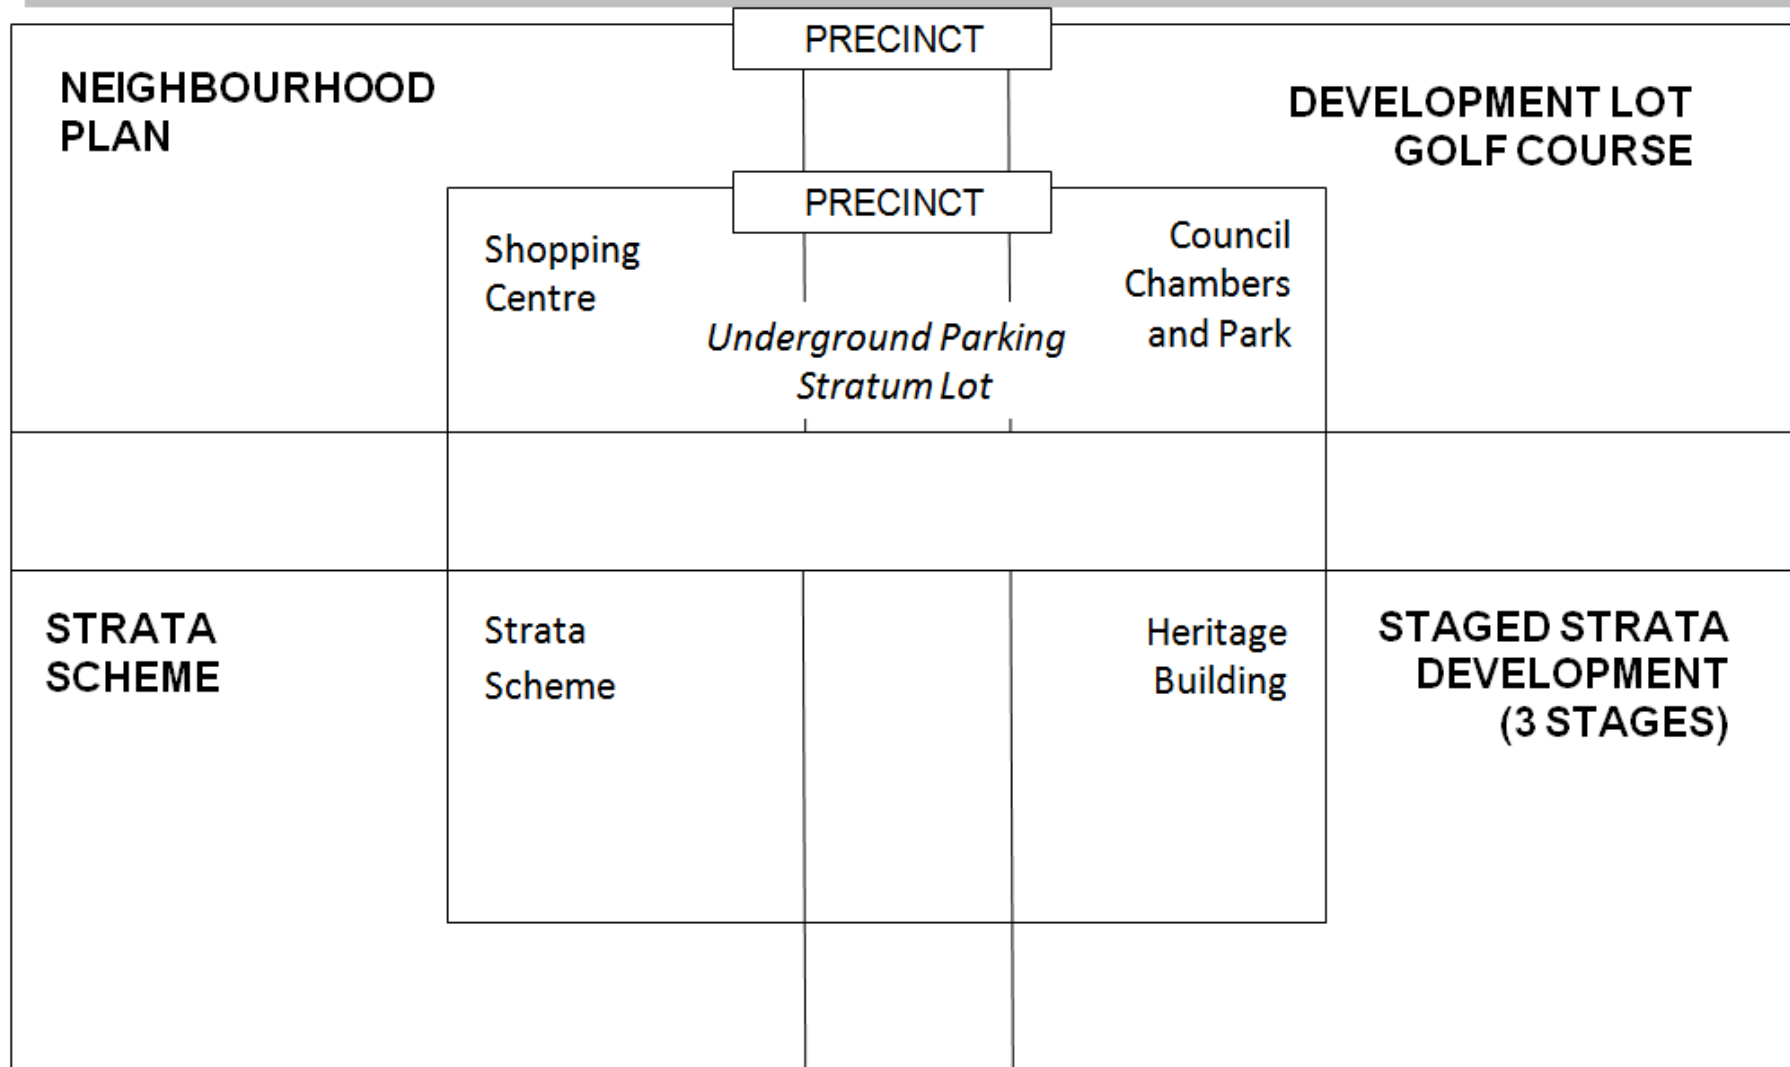 PRECINCT
NEIGHBOURHOOD
PLAN
DEVELOPMENT LOT
GOLF COURSE
PRECINCT
Shopping
Centre
Council
Chambers
and Park
Underground Parking
Stratum Lot
STRATA
SCHEME
Strata
Scheme
Heritage
Building
STAGED STRATA
DEVELOPMENT
(3 STAGES)